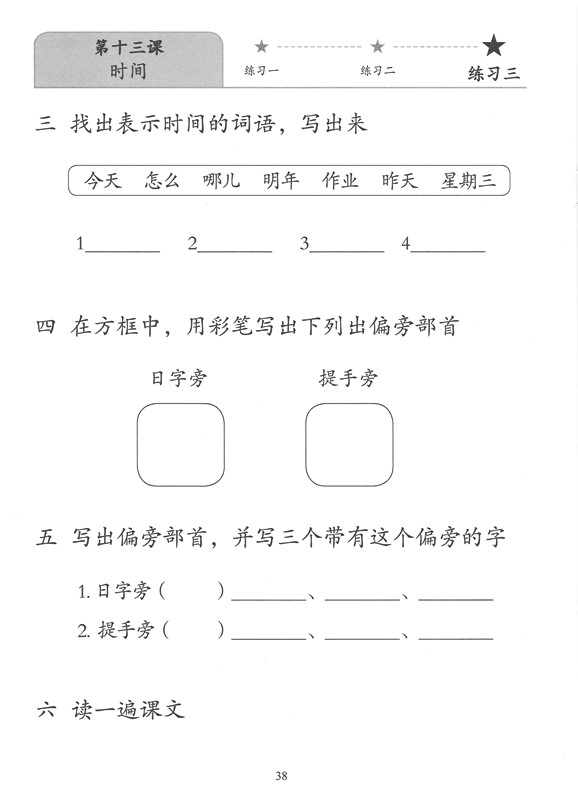 第十三课
时间
练习一
练习二
练习三
三 找出表示时间的词语，写出来
今天 怎么 哪儿 明年 作业 昨天 星期三
1________ 2________ 3________ 4________
四 在方框中，用彩笔写出下列出偏旁部首
日字旁 提手旁
五 写出偏旁部首，并写三个带有这个偏旁的字
1. 日字旁（ ）________、________、________
2. 提手旁（ ）________、________、________
六 读一遍课文
38